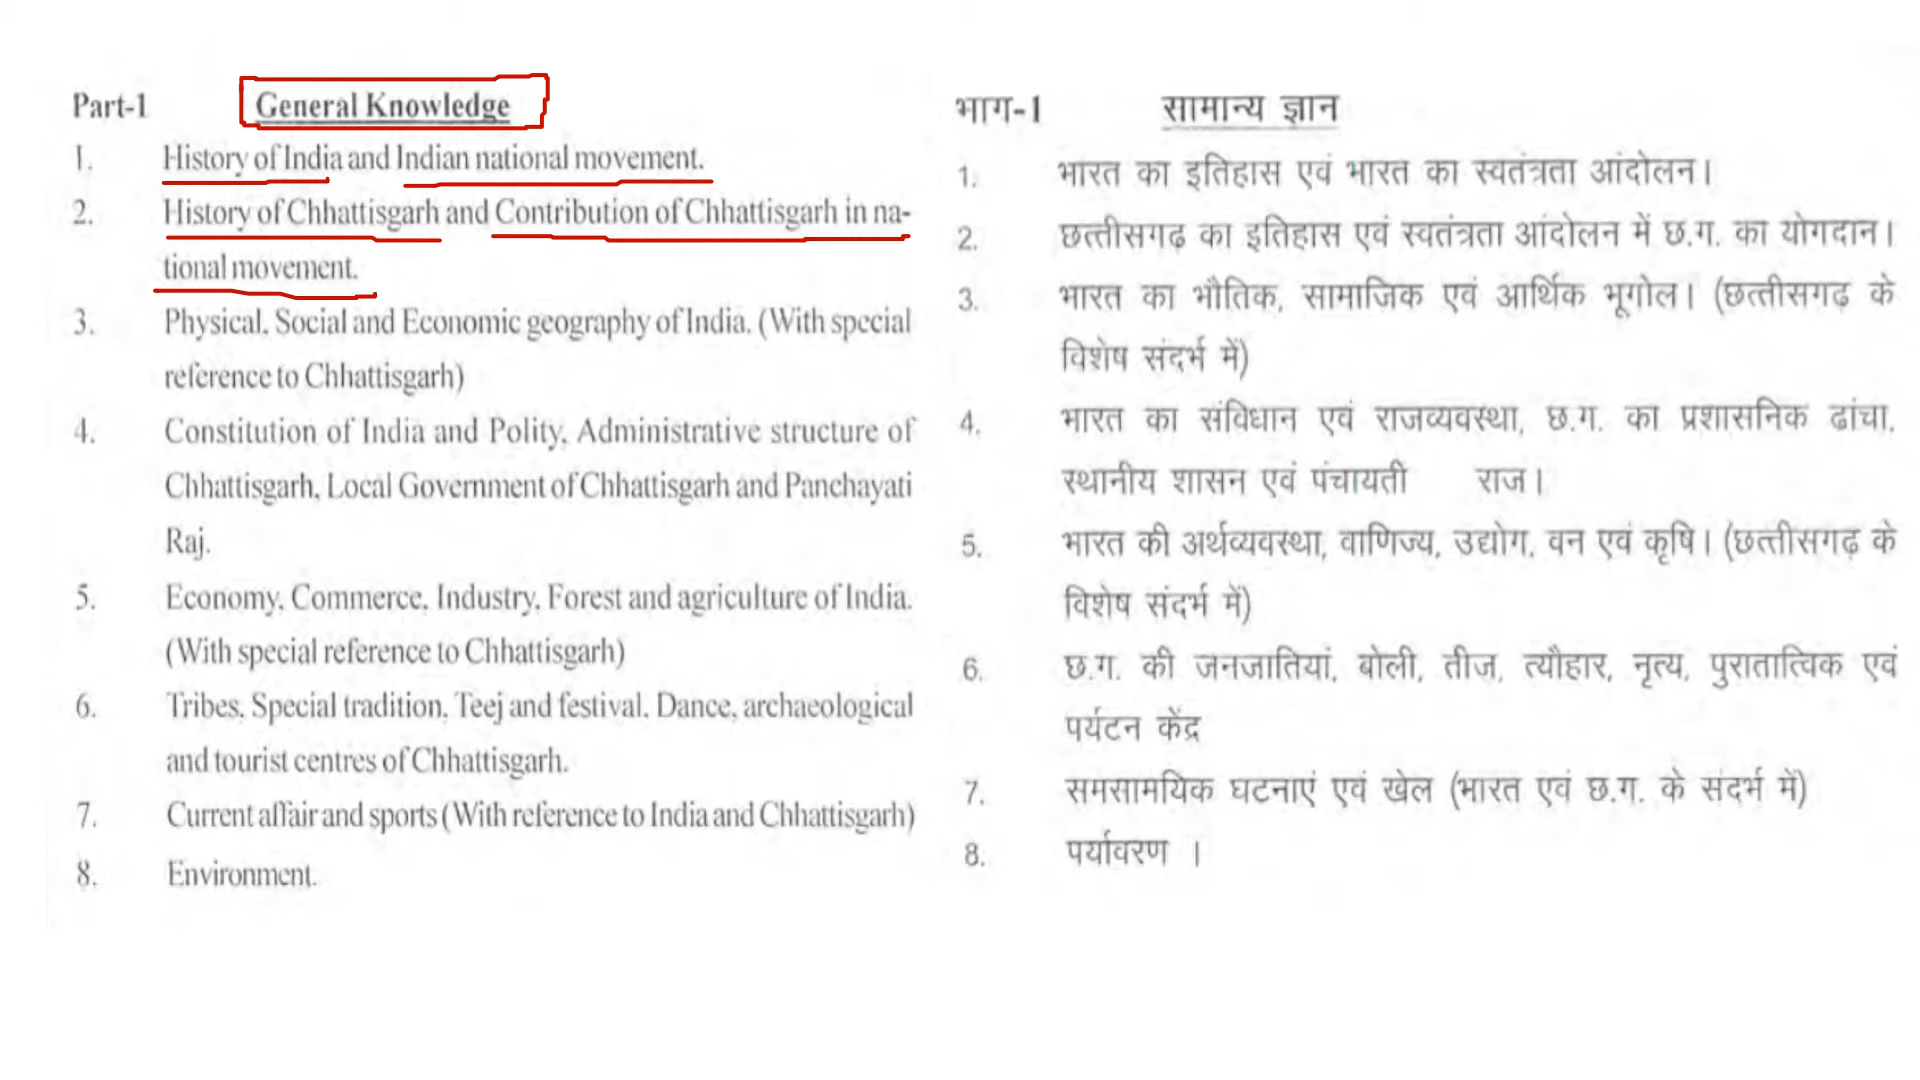 Part-1 General Knowledge
1. History of India and Indian national movement.
2. History of Chhattisgarh and Contribution of Chhattisgarh in na-
tional movement.
3. Physical, Social and Economic geography of India. (With special
reference to Chhattisgarh)
4. Constitution of India and Polity, Administrative structure of
Chhattisgarh, Local Government of Chhattisgarh and Panchayati
Raj.
5. Economy, Commerce, Industry, Forest and agriculture of India.
(With special reference to Chhattisgarh)
6. Tribes, Special tradition, Teej and festival, Dance, archaeological
and tourist centres of Chhattisgarh.
7. Current affair and sports (With reference to India and Chhattisgarh)
8. Environment.
भाग-1 सामान्य ज्ञान
1. भारत का इतिहास एवं भारत का स्वतंत्रता आंदोलन।
2. छत्तीसगढ़ का इतिहास एवं स्वतंत्रता आंदोलन में छ.ग. का योगदान।
3. भारत का भौतिक, सामाजिक एवं आर्थिक भूगोल। (छत्तीसगढ़ के
विशेष संदर्भ में)
4. भारत का संविधान एवं राजव्यवस्था, छ.ग. का प्रशासनिक ढांचा,
स्थानीय शासन एवं पंचायती राज।
5. भारत की अर्थव्यवस्था, वाणिज्य, उद्योग, वन एवं कृषि। (छत्तीसगढ़ के
विशेष संदर्भ में)
6. छ.ग. की जनजातियां, बोली, तीज, त्यौहार, नृत्य, पुरातात्विक एवं
पर्यटन केंद्र
7. समसामयिक घटनाएं एवं खेल (भारत एवं छ.ग. के संदर्भ में)
8. पर्यावरण ।